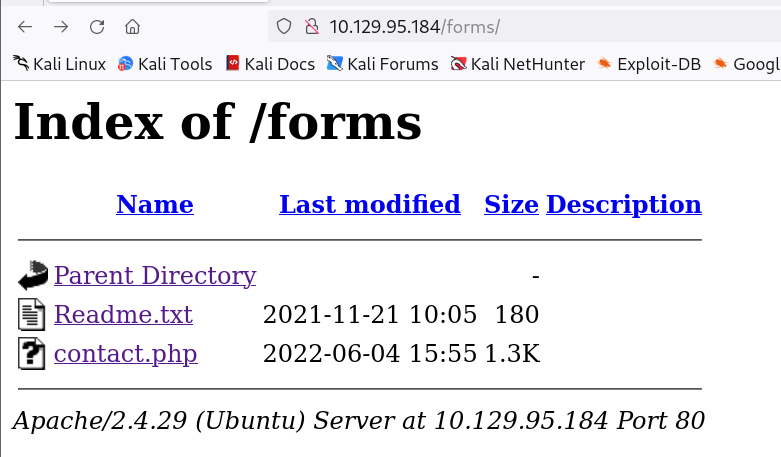 10.129.95.184/forms/
Kali Linux Kali Tools Kali Docs Kali Forums Kali NetHunter Exploit-DB Googl
Index of /forms
Name Last modified Size Description
Parent Directory -
Readme.txt 2021-11-21 10:05 180
contact.php 2022-06-04 15:55 1.3K
Apache/2.4.29 (Ubuntu) Server at 10.129.95.184 Port 80